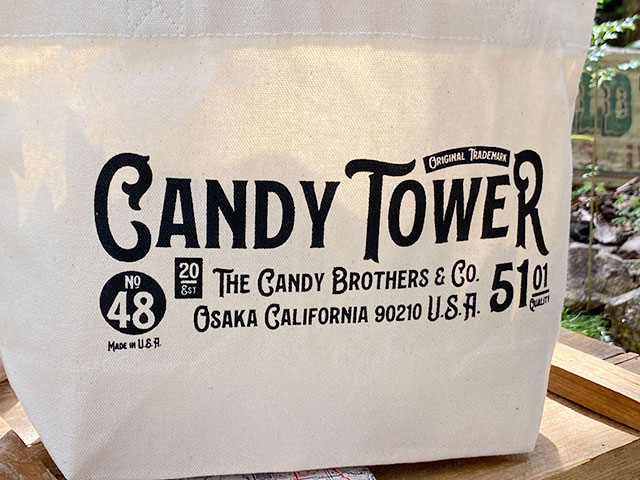 ORIGINAL TRADEMARK
CANDY TOWER
No 48
MADE IN U.S.A.
20 EST
THE CANDY BROTHERS & CO.
OSAKA CALIFORNIA 90210 U.S.A.
51 01
QUALITY